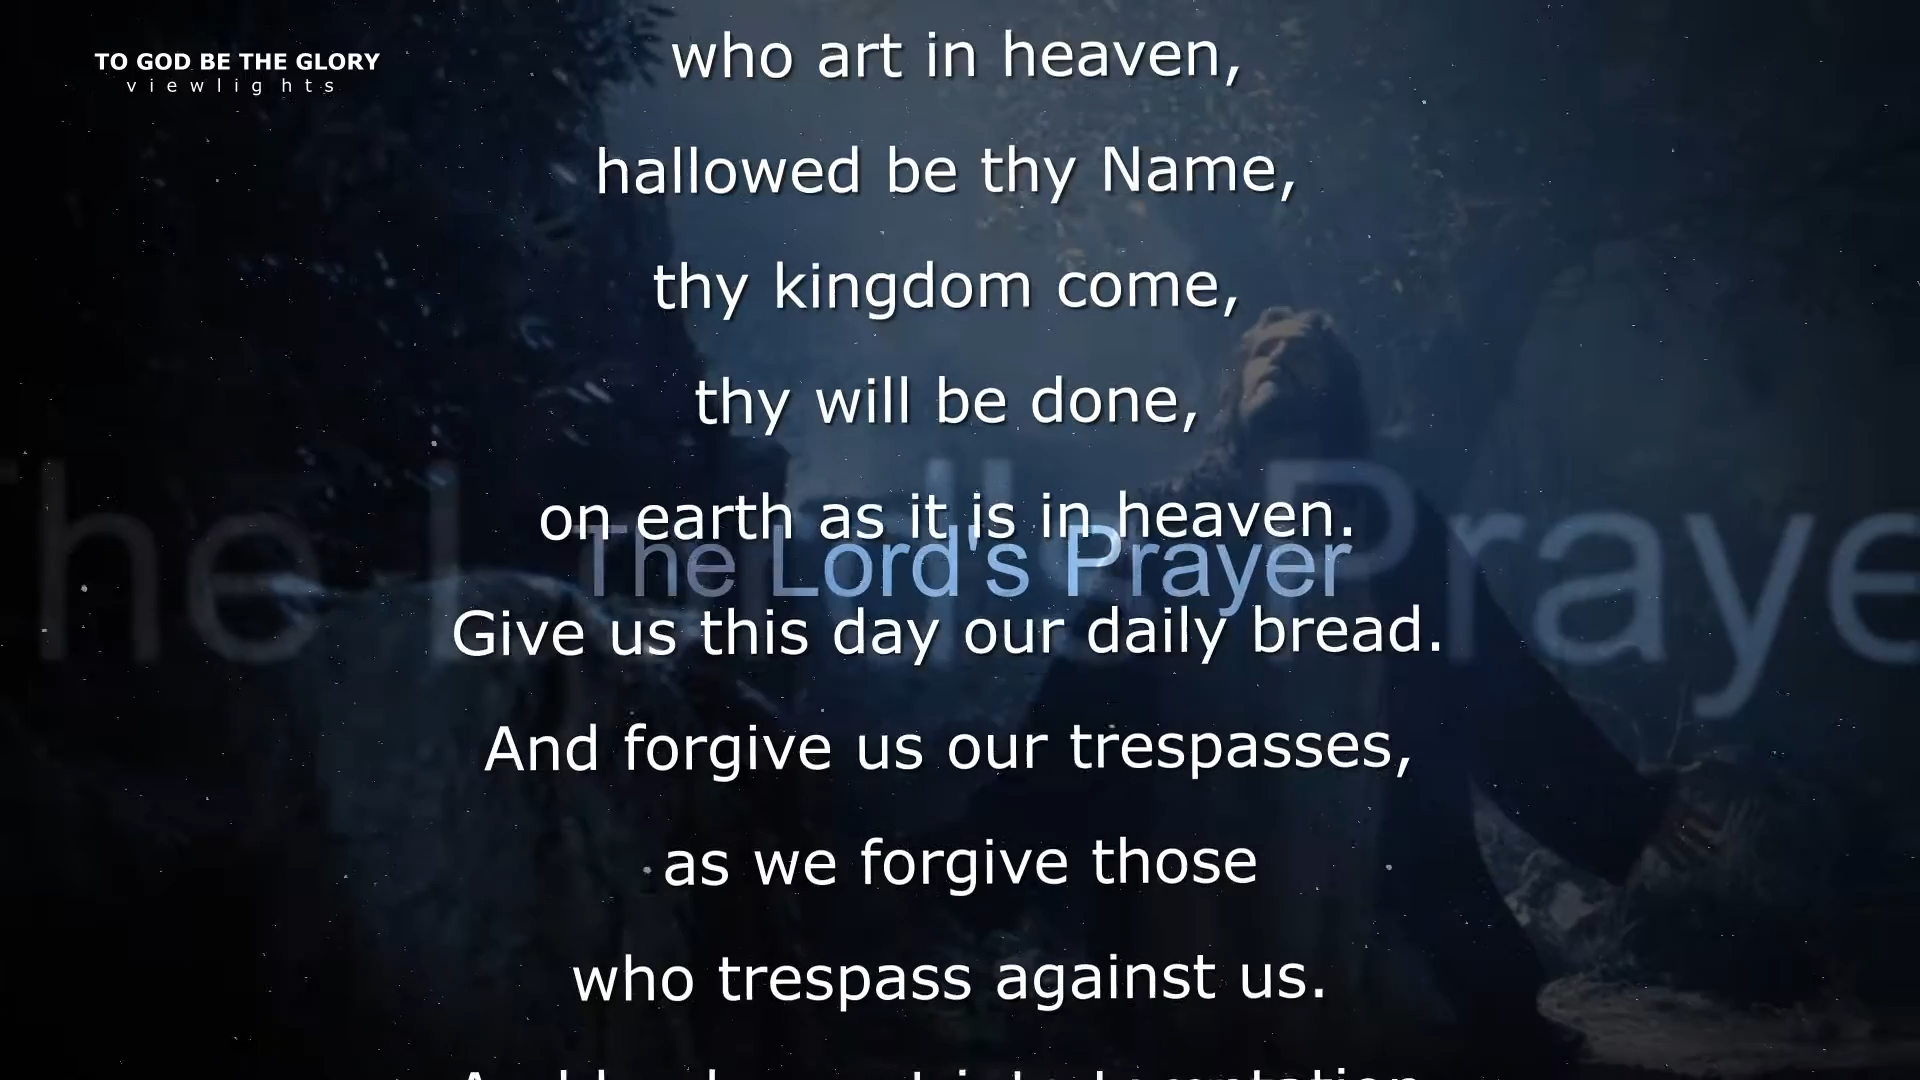 TO GOD BE THE GLORY
viewlights
who art in heaven,
hallowed be thy Name,
thy kingdom come,
thy will be done,
on earth as it is in heaven.
The Lord's Prayer
Give us this day our daily bread.
And forgive us our trespasses,
as we forgive those
who trespass against us.